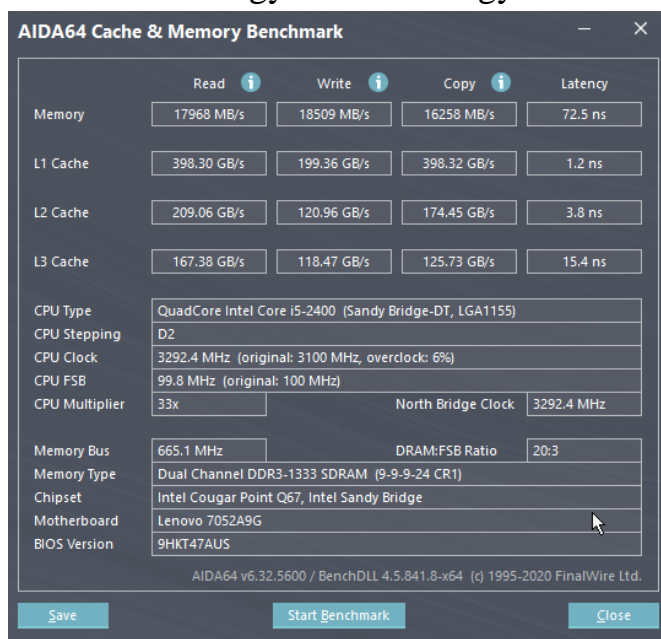 AIDA64 Cache & Memory Benchmark
Read Write Copy Latency
Memory 17968 MB/s 18509 MB/s 16258 MB/s 72.5 ns
L1 Cache 398.30 GB/s 199.36 GB/s 398.32 GB/s 1.2 ns
L2 Cache 209.06 GB/s 120.96 GB/s 174.45 GB/s 3.8 ns
L3 Cache 167.38 GB/s 118.47 GB/s 125.73 GB/s 15.4 ns
CPU Type QuadCore Intel Core i5-2400 (Sandy Bridge-DT, LGA1155)
CPU Stepping D2
CPU Clock 3292.4 MHz (original: 3100 MHz, overclock: 6%)
CPU FSB 99.8 MHz (original: 100 MHz)
CPU Multiplier 33x North Bridge Clock 3292.4 MHz
Memory Bus 665.1 MHz DRAM:FSB Ratio 20:3
Memory Type Dual Channel DDR3-1333 SDRAM (9-9-9-24 CR1)
Chipset Intel Cougar Point Q67, Intel Sandy Bridge
Motherboard Lenovo 7052A9G
BIOS Version 9HKT47AUS
AIDA64 v6.32.5600 / BenchDLL 4.5.841.8-x64 (c) 1995-2020 FinalWire Ltd.
Save Start Benchmark Close